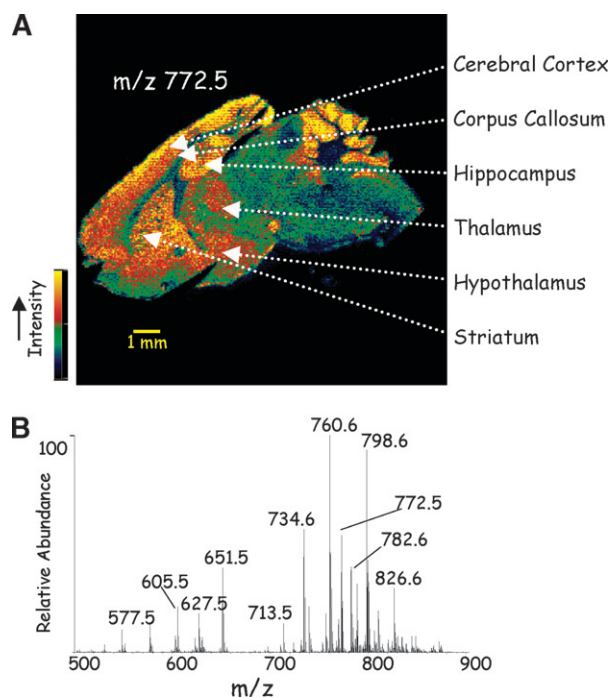 A
m/z 772.5
Cerebral Cortex
Corpus Callosum
Hippocampus
Thalamus
Hypothalamus
Striatum
Intensity
1 mm
B
100
Relative Abundance
760.6
798.6
772.5
734.6
782.6
651.5
605.5
627.5
577.5
713.5
826.6
500
600
700
800
900
m/z